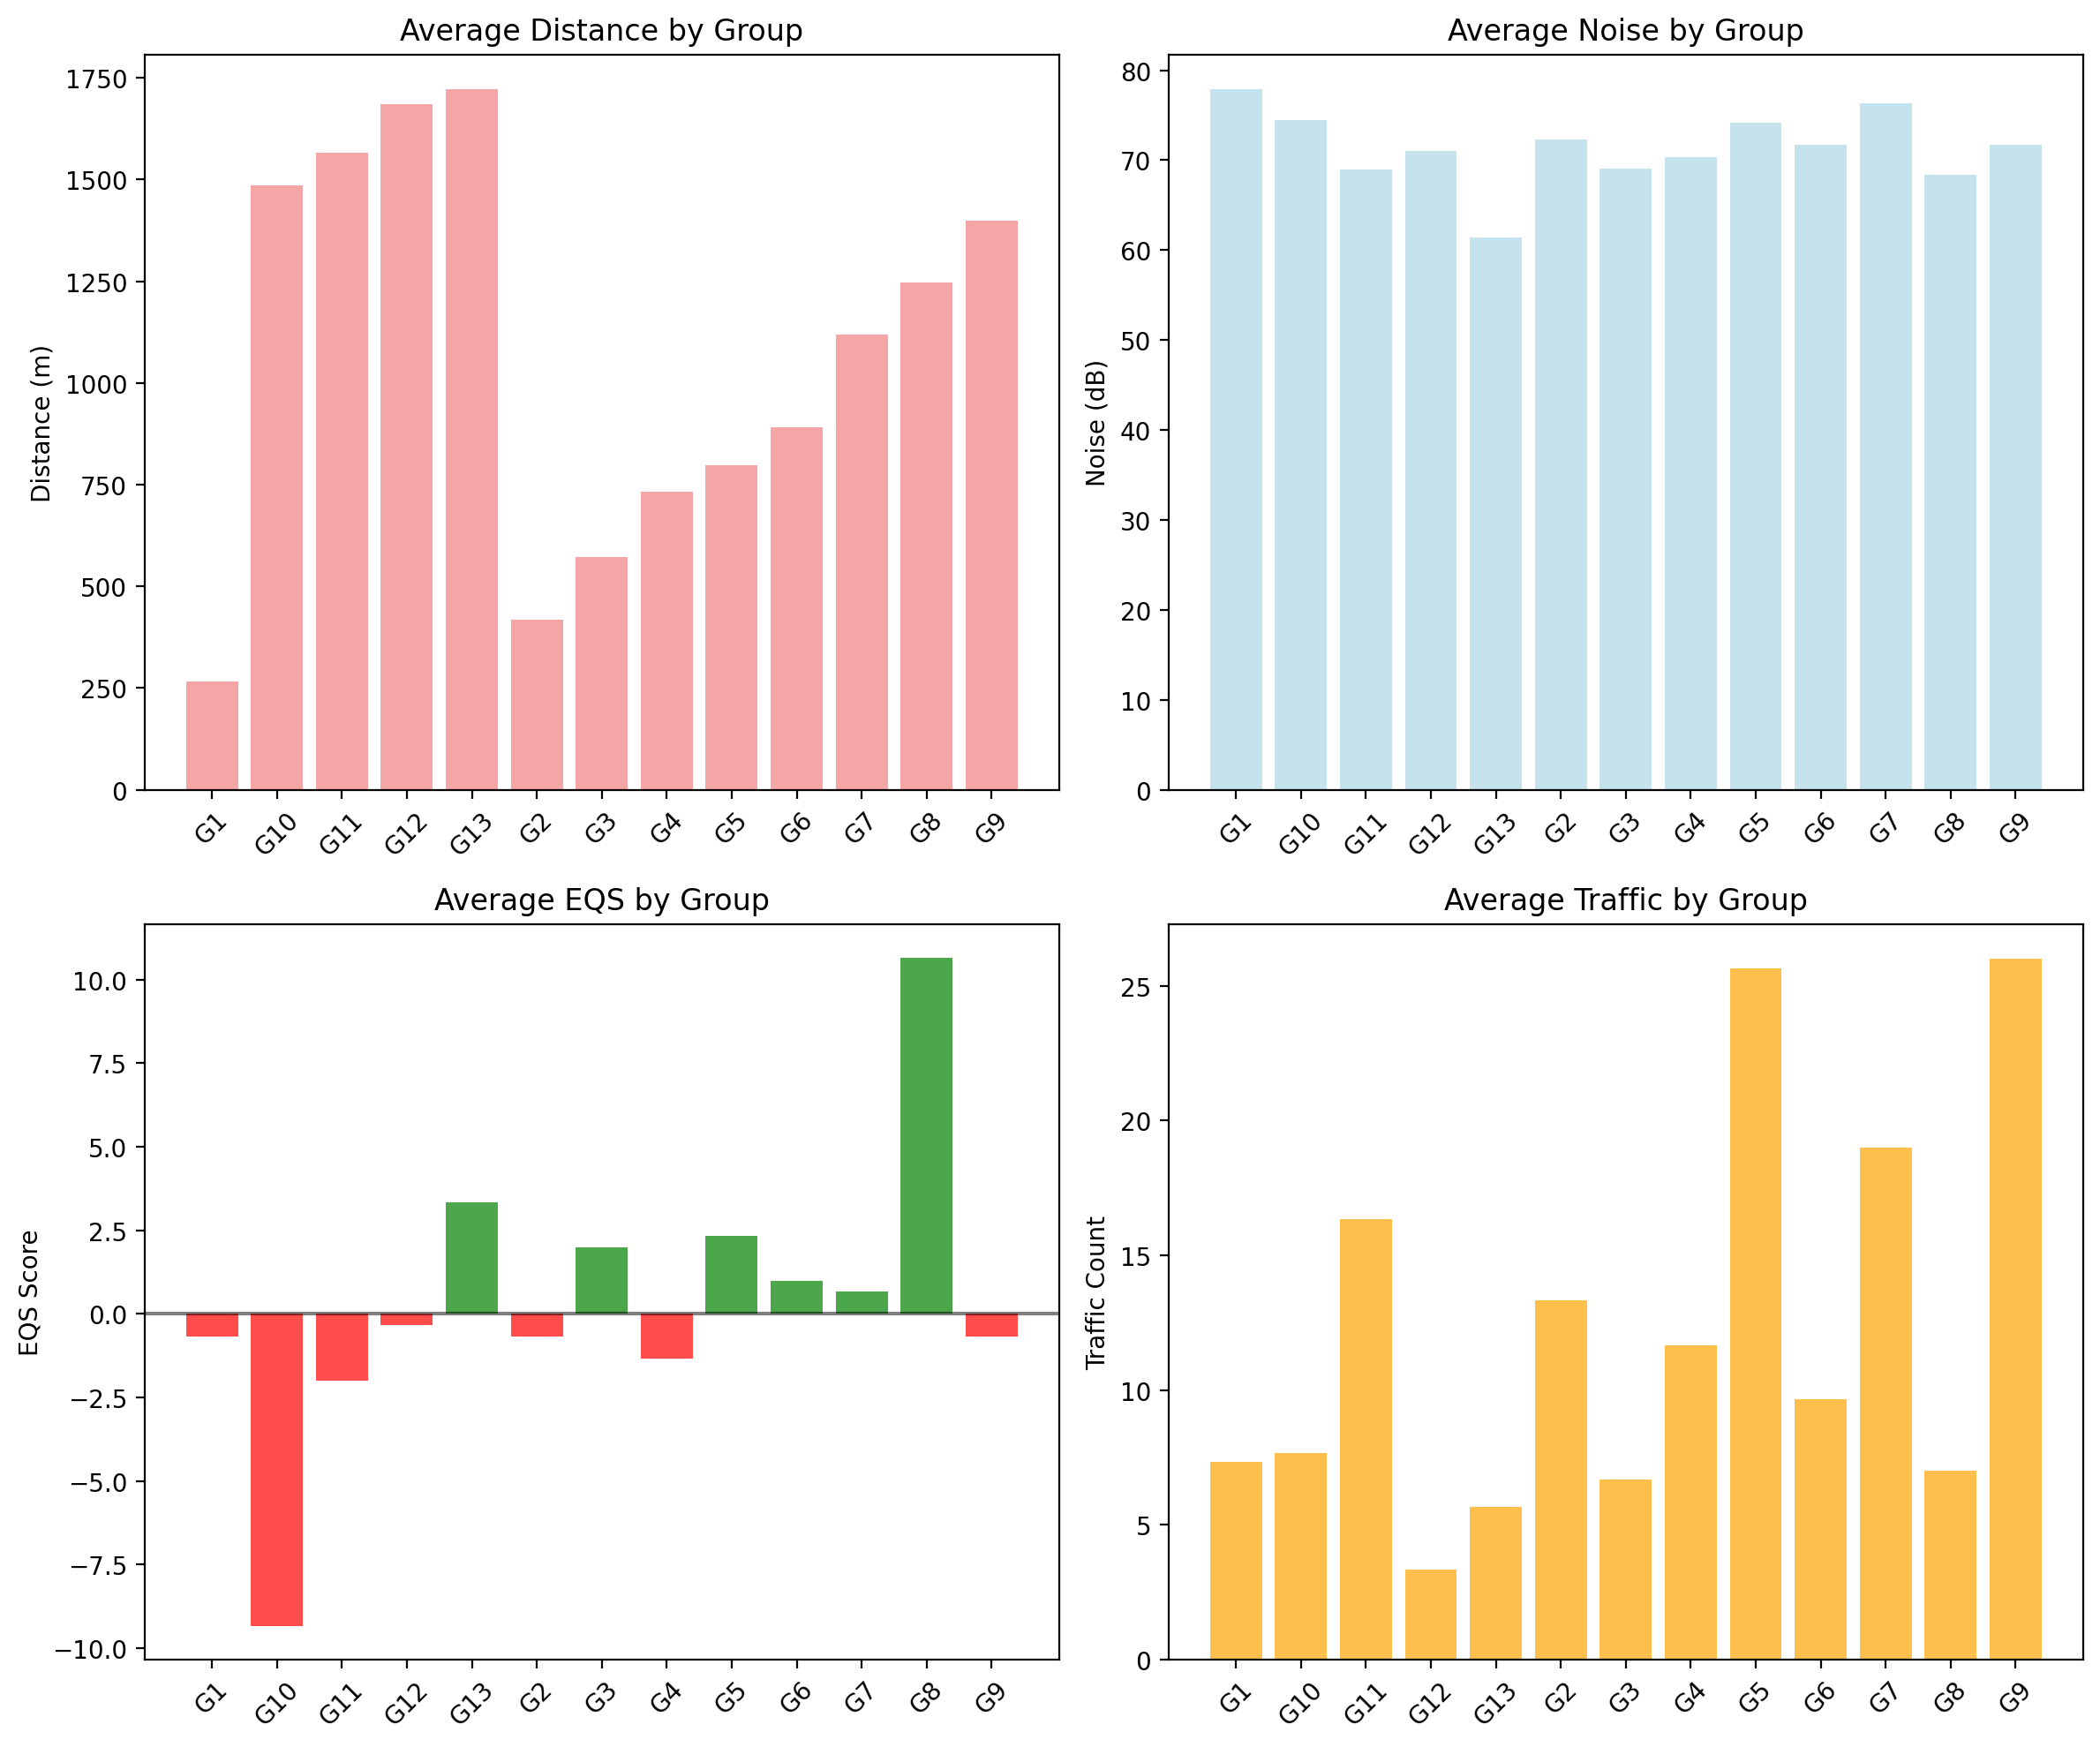 Average Distance by Group
Distance (m)
1750
1500
1250
1000
750
500
250
0
G1 G10 G11 G12 G13 G2 G3 G4 G5 G6 G7 G8 G9
Average Noise by Group
Noise (dB)
80
70
60
50
40
30
20
10
0
G1 G10 G11 G12 G13 G2 G3 G4 G5 G6 G7 G8 G9
Average EQS by Group
EQS Score
10.0
7.5
5.0
2.5
0.0
−2.5
−5.0
−7.5
−10.0
G1 G10 G11 G12 G13 G2 G3 G4 G5 G6 G7 G8 G9
Average Traffic by Group
Traffic Count
25
20
15
10
5
0
G1 G10 G11 G12 G13 G2 G3 G4 G5 G6 G7 G8 G9